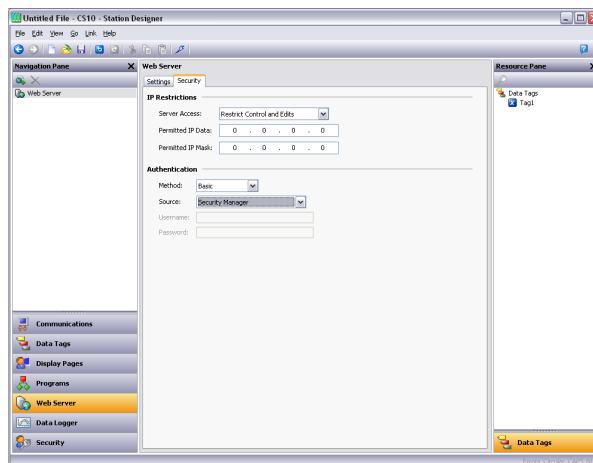 Untitled File - CS10 - Station Designer
File Edit View Go Link Help
Navigation Pane
Web Server
Communications
Data Tags
Display Pages
Programs
Web Server
Data Logger
Security
Web Server
Settings Security
IP Restrictions
Server Access: Restrict Control and Edits
Permitted IP Data: 0 . 0 . 0 . 0
Permitted IP Mask: 0 . 0 . 0 . 0
Authentication
Method: Basic
Source: Security Manager
Username:
Password:
Resource Pane
Data Tags
Tag1
Data Tags